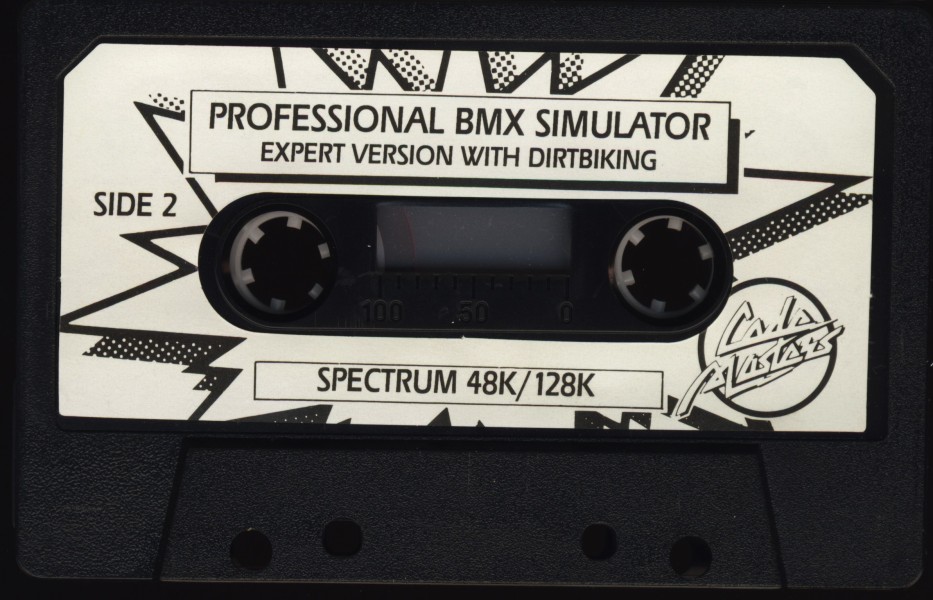 PROFESSIONAL BMX SIMULATOR
EXPERT VERSION WITH DIRTBIKING
SIDE 2
100 50 0
SPECTRUM 48K/128K
Code
Masters